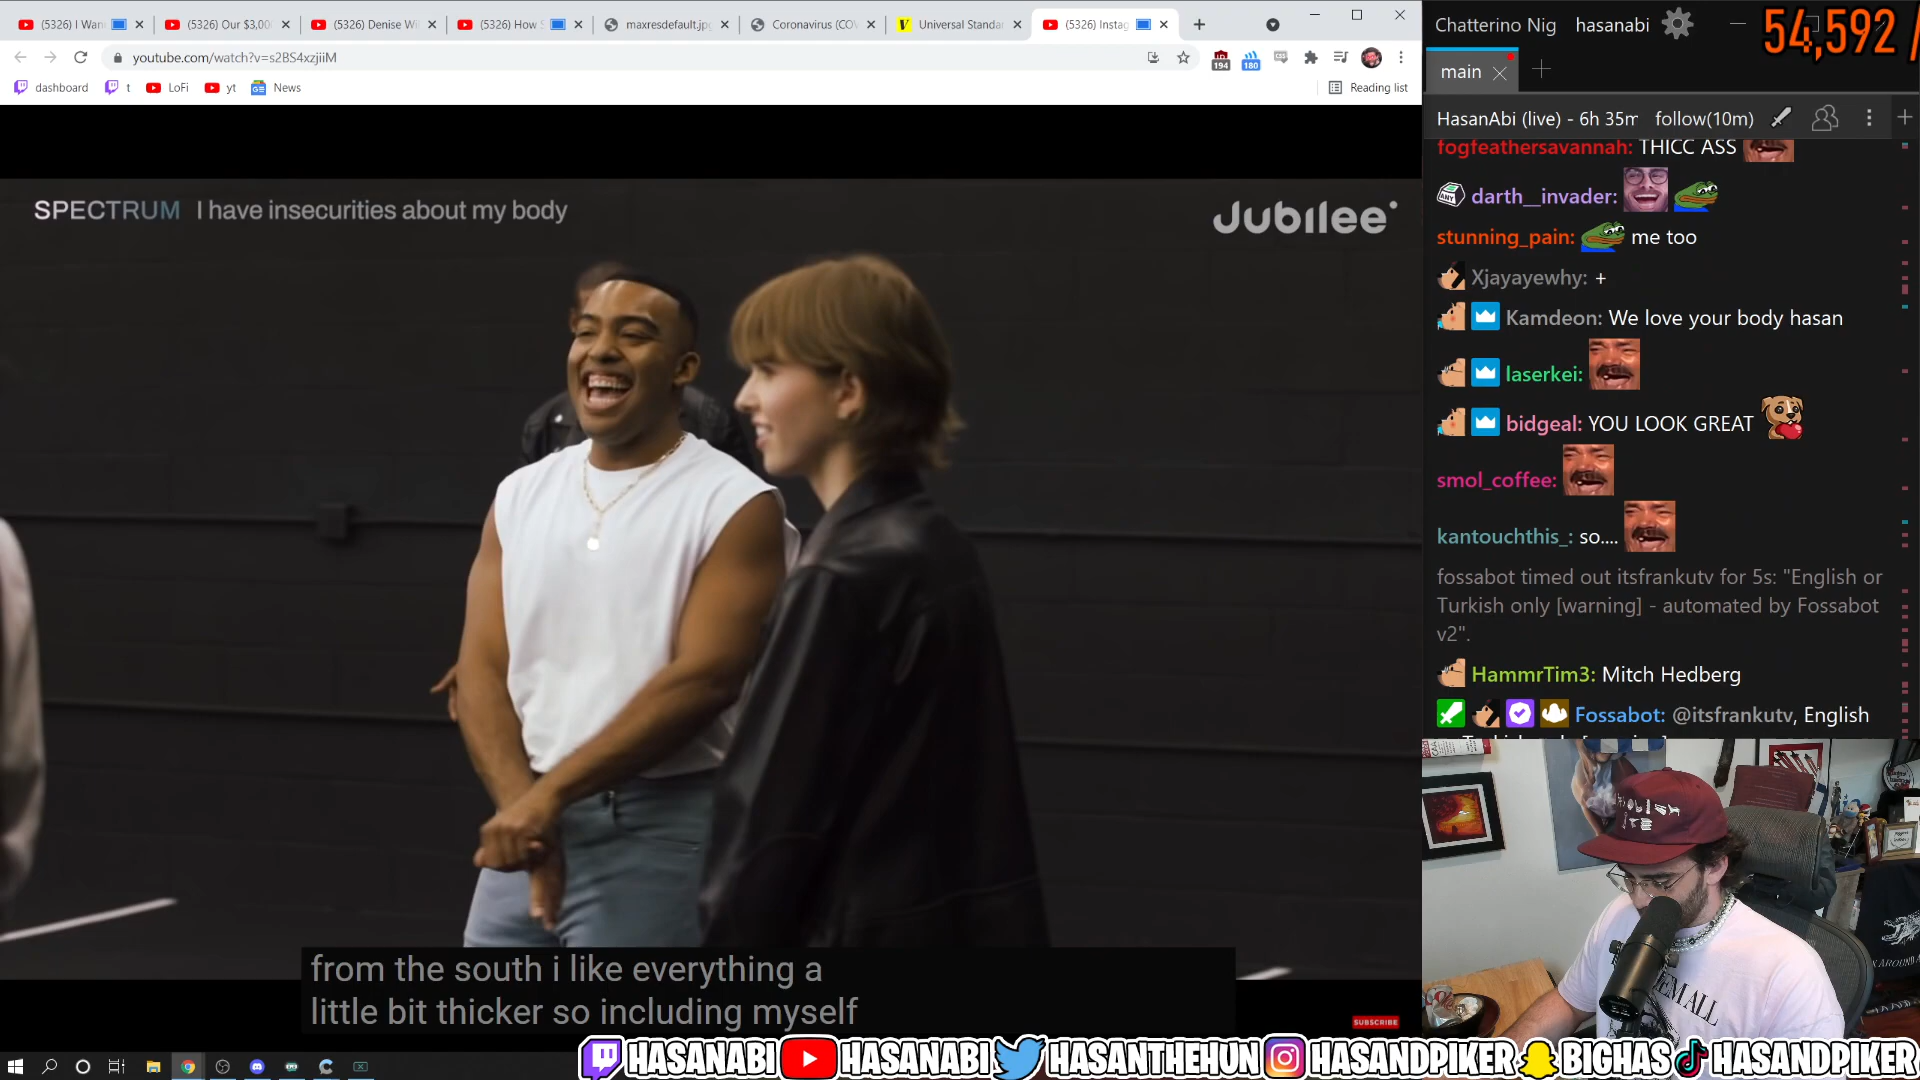 (5326) I Wan
(5326) Our $3,00
(5326) Denise Wi
(5326) How S
maxresdefault.jp
Coronavirus (CO
Universal Standar
(5326) Instag
youtube.com/watch?v=s2BS4xzjiiM
194
180
dashboard
t
LoFi
yt
News
Reading list
SPECTRUM I have insecurities about my body
Jubilee
from the south i like everything a
little bit thicker so including myself
SUBSCRIBE
Chatterino Nig hasanabi
54,592 /
main
HasanAbi (live) - 6h 35m follow(10m)
fogfeathersavannah: THICC ASS
darth__invader:
stunning_pain: me too
Xjayayewhy: +
Kamdeon: We love your body hasan
laserkei:
bidgeal: YOU LOOK GREAT
smol_coffee:
kantouchthis_: so....
fossabot timed out itsfrankutv for 5s: "English or
Turkish only [warning] - automated by Fossabot
v2".
HammrTim3: Mitch Hedberg
Fossabot: @itsfrankutv, English
HASANABI HASANABI HASANTHEHUN HASANDPIKER BIGHAS HASANDPIKER